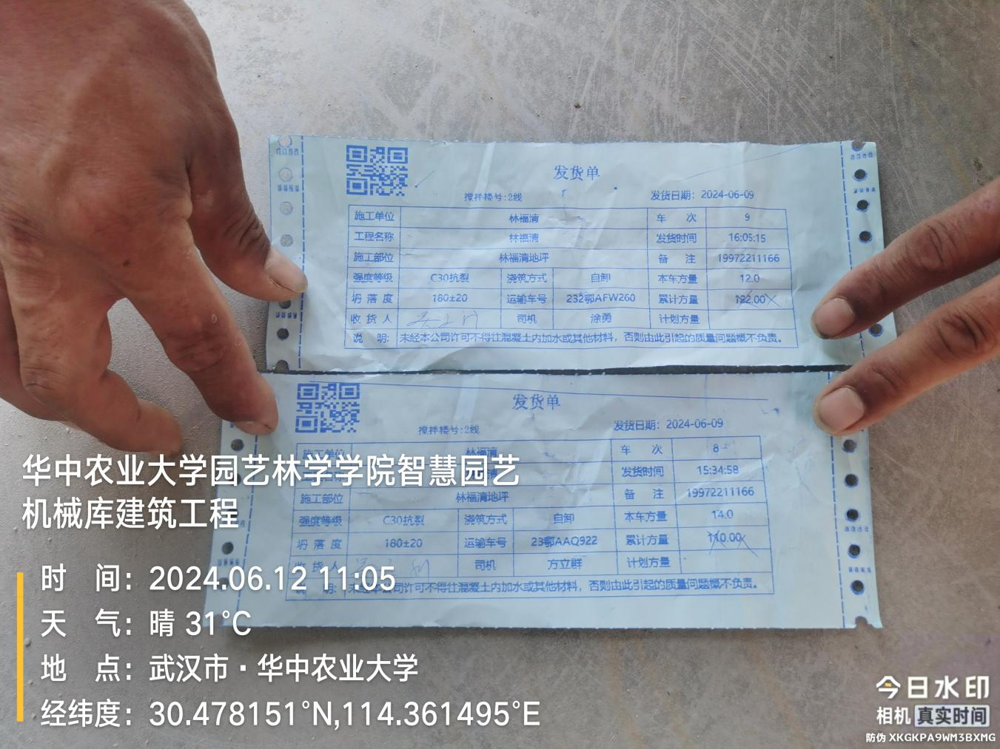 发货单
搅拌楼号:2线 发货日期: 2024-06-09
施工单位 林福清 车 次 9
工程名称 林福清 发货时间 16:05:15
施工部位 林福清地坪 备 注 19972211166
强度等级 C30抗裂 浇筑方式 自卸 本车方量 12.0
坍 落 度 180±20 运输车号 232鄂AFW260 累计方量 122.00
收 货 人 司机 涂勇 计划方量
说 明: 未经本公司许可不得往混凝土内加水或其他材料，否则由此引起的质量问题概不负责。
发货单
搅拌楼号:2线 发货日期: 2024-06-09
施工单位 林福清 车 次 8
发货时间 15:34:58
施工部位 林福清地坪 备 注 19972211166
强度等级 C30抗裂 浇筑方式 自卸 本车方量 14.0
坍 落 度 180±20 运输车号 23鄂AAQ922 累计方量 110.00
收 货 人 司机 方立群 计划方量
说 明: 未经本公司许可不得往混凝土内加水或其他材料，否则由此引起的质量问题概不负责。
华中农业大学园艺林学学院智慧园艺
机械库建筑工程
时 间: 2024.06.12 11:05
天 气: 晴 31°C
地 点: 武汉市·华中农业大学
经纬度: 30.478151°N,114.361495°E
今日水印
相机 真实时间
防伪 XKGKPA9WM3BXMG